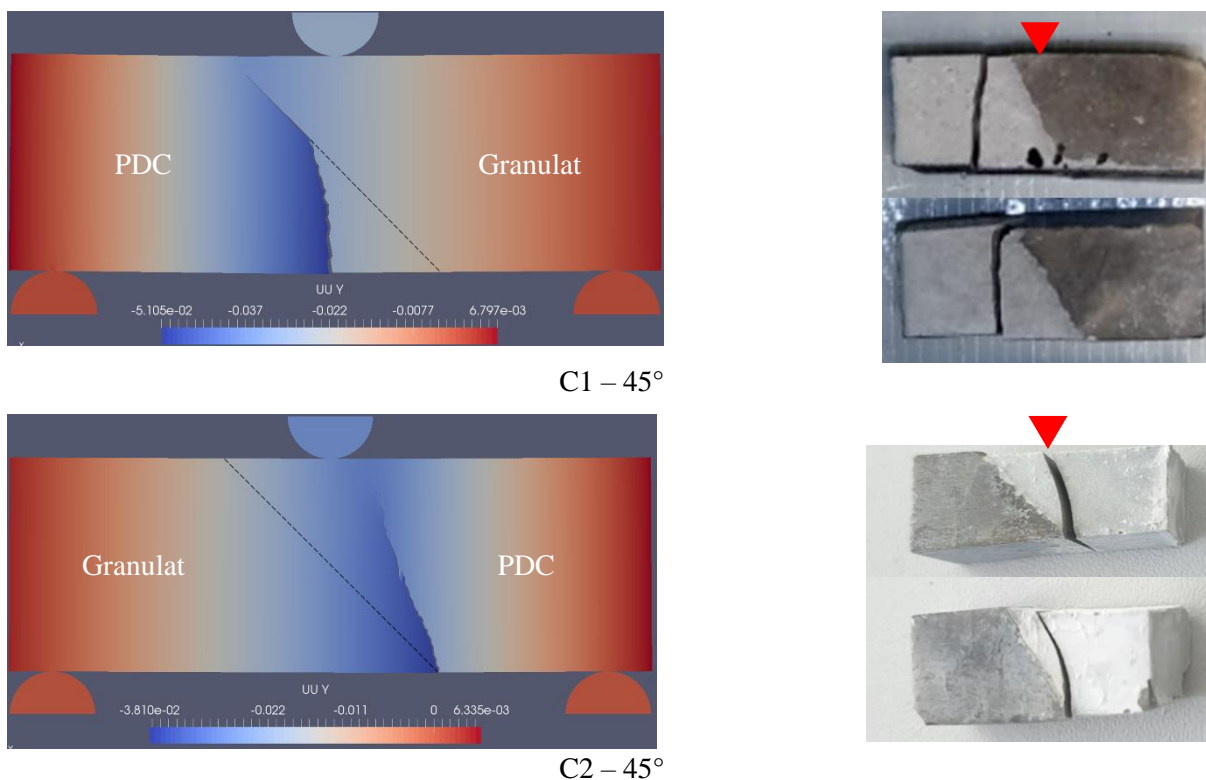 PDC
Granulat
UU Y
-5.105e-02 -0.037 -0.022 -0.0077 6.797e-03
x
C1 – 45°
Granulat
PDC
UU Y
-3.810e-02 -0.022 -0.011 0 6.335e-03
x
C2 – 45°